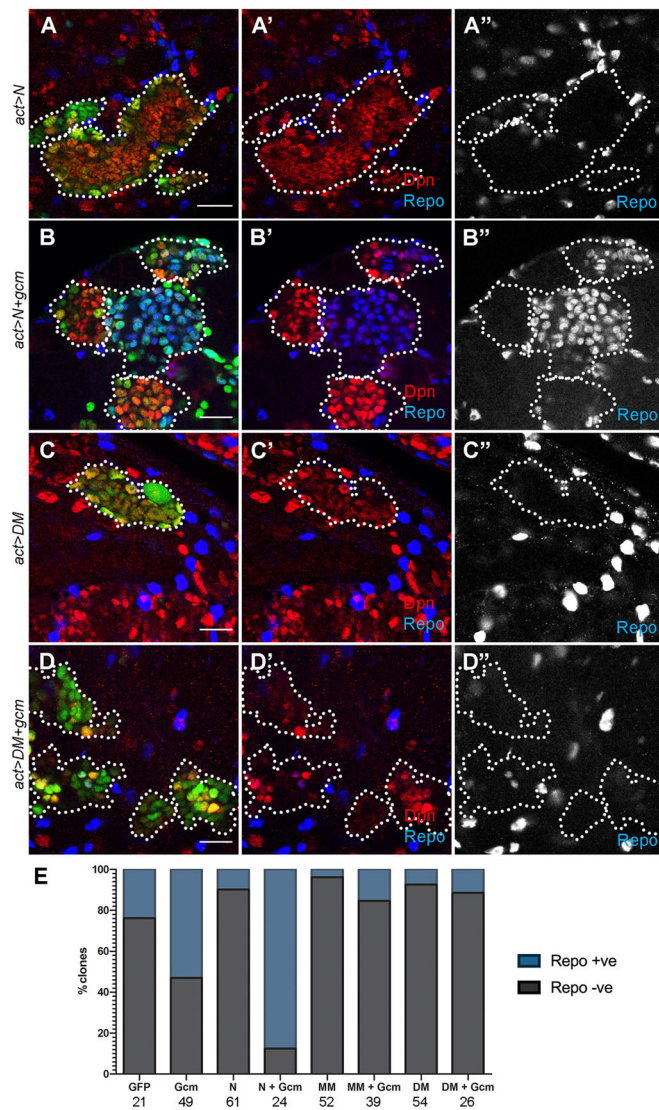 A
A'
A"
act>N
Dpn
Repo
Repo
B
B'
B"
act>N+gcm
Dpn
Repo
Repo
C
C'
C"
act>DM
Dpn
Repo
Repo
D
D'
D"
act>DM+gcm
Dpn
Repo
Repo
E
100
80
60
40
20
0
% clones
GFP Gcm N N + Gcm MM MM + Gcm DM DM + Gcm
21 49 61 24 52 39 54 26
Repo +ve
Repo -ve